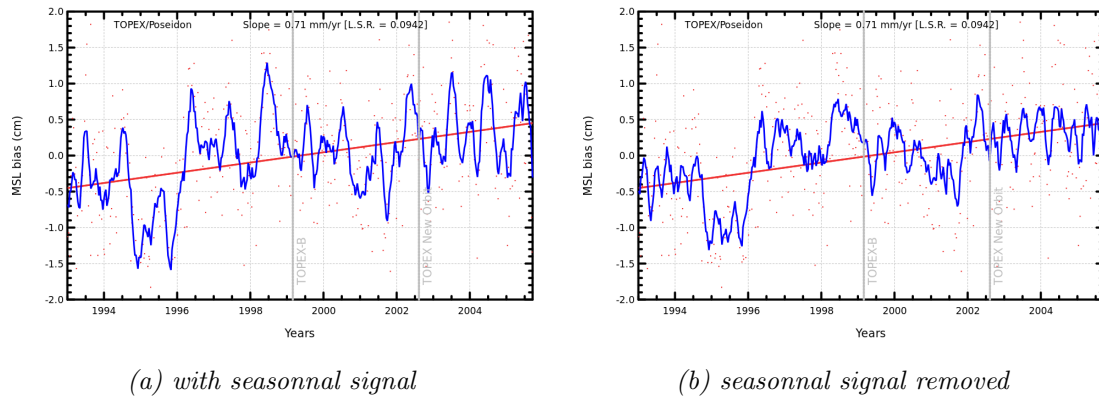 TOPEX/Poseidon Slope = 0.71 mm/yr [L.S.R. = 0.0942]
MSL bias (cm)
2.0
1.5
1.0
0.5
0.0
-0.5
-1.0
-1.5
-2.0
TOPEX-B
TOPEX New Orbit
1994 1996 1998 2000 2002 2004
Years
(a) with seasonnal signal
TOPEX/Poseidon Slope = 0.71 mm/yr [L.S.R. = 0.0942]
MSL bias (cm)
2.0
1.5
1.0
0.5
0.0
-0.5
-1.0
-1.5
-2.0
TOPEX-B
TOPEX New Orbit
1994 1996 1998 2000 2002 2004
Years
(b) seasonnal signal removed